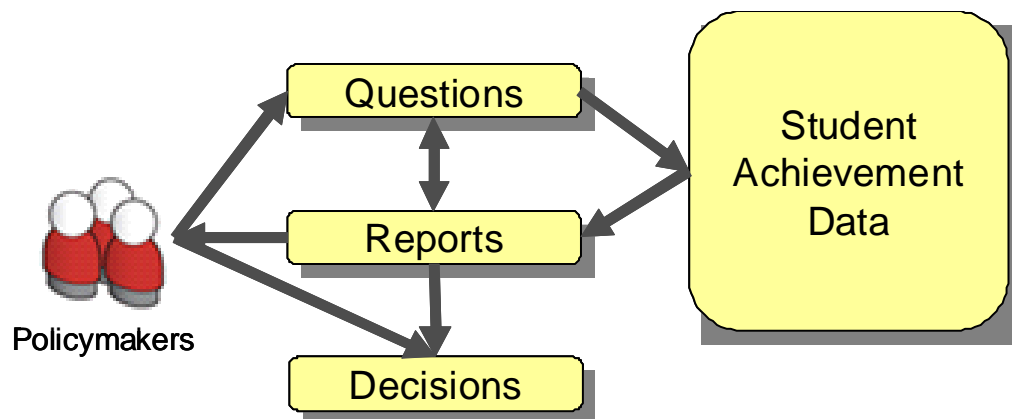 Questions
Student
Achievement
Data
Reports
Policymakers
Decisions